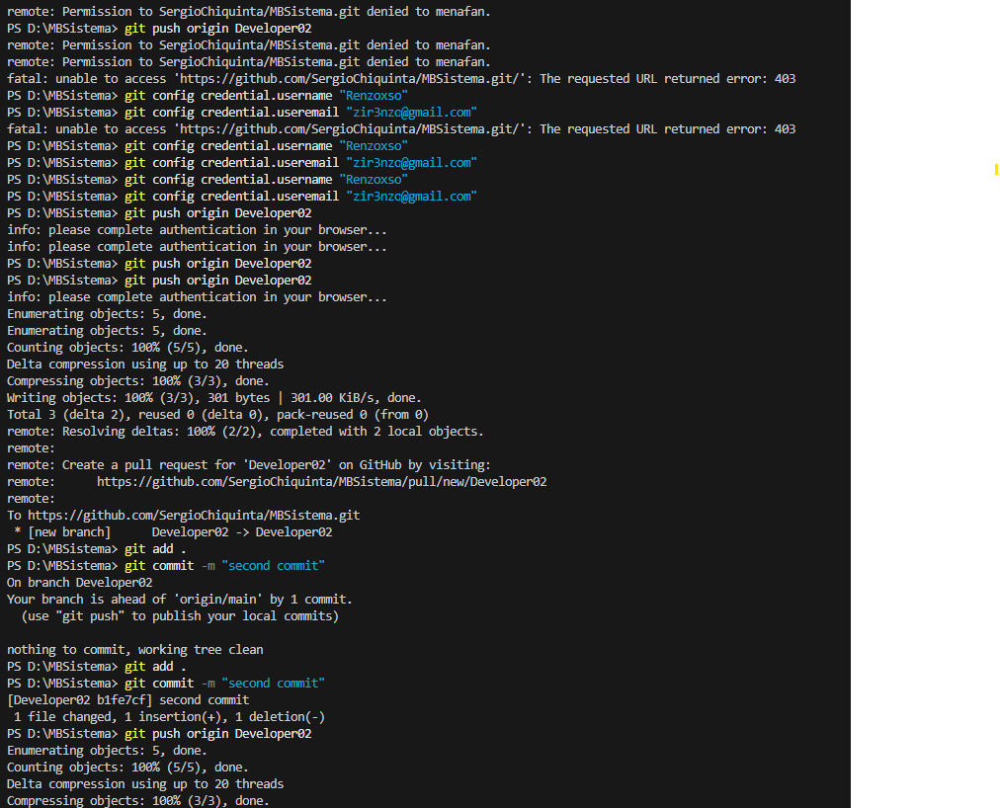 remote: Permission to SergioChiquinta/MBSistema.git denied to menafan.
PS D:\MBSistema> git push origin Developer02
remote: Permission to SergioChiquinta/MBSistema.git denied to menafan.
remote: Permission to SergioChiquinta/MBSistema.git denied to menafan.
fatal: unable to access 'https://github.com/SergioChiquinta/MBSistema.git/': The requested URL returned error: 403
PS D:\MBSistema> git config credential.username "Renzoxso"
PS D:\MBSistema> git config credential.useremail "zir3nzo@gmail.com"
fatal: unable to access 'https://github.com/SergioChiquinta/MBSistema.git/': The requested URL returned error: 403
PS D:\MBSistema> git config credential.username "Renzoxso"
PS D:\MBSistema> git config credential.useremail "zir3nzo@gmail.com"
PS D:\MBSistema> git config credential.username "Renzoxso"
PS D:\MBSistema> git config credential.useremail "zir3nzo@gmail.com"
PS D:\MBSistema> git push origin Developer02
info: please complete authentication in your browser...
info: please complete authentication in your browser...
PS D:\MBSistema> git push origin Developer02
PS D:\MBSistema> git push origin Developer02
info: please complete authentication in your browser...
Enumerating objects: 5, done.
Enumerating objects: 5, done.
Counting objects: 100% (5/5), done.
Delta compression using up to 20 threads
Compressing objects: 100% (3/3), done.
Writing objects: 100% (3/3), 301 bytes | 301.00 KiB/s, done.
Total 3 (delta 2), reused 0 (delta 0), pack-reused 0 (from 0)
remote: Resolving deltas: 100% (2/2), completed with 2 local objects.
remote:
remote: Create a pull request for 'Developer02' on GitHub by visiting:
remote:      https://github.com/SergioChiquinta/MBSistema/pull/new/Developer02
remote:
To https://github.com/SergioChiquinta/MBSistema.git
 * [new branch]      Developer02 -> Developer02
PS D:\MBSistema> git add .
PS D:\MBSistema> git commit -m "second commit"
On branch Developer02
Your branch is ahead of 'origin/main' by 1 commit.
  (use "git push" to publish your local commits)

nothing to commit, working tree clean
PS D:\MBSistema> git add .
PS D:\MBSistema> git commit -m "second commit"
[Developer02 b1fe7cf] second commit
 1 file changed, 1 insertion(+), 1 deletion(-)
PS D:\MBSistema> git push origin Developer02
Enumerating objects: 5, done.
Counting objects: 100% (5/5), done.
Delta compression using up to 20 threads
Compressing objects: 100% (3/3), done.